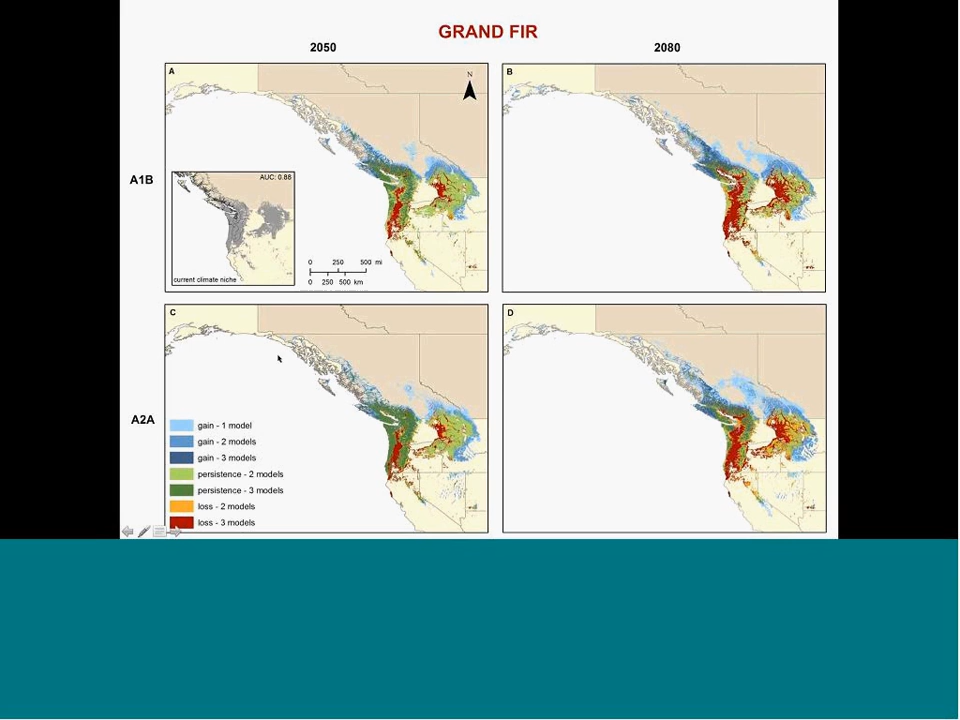 GRAND FIR
2050
2080
A
N
B
A1B
AUC: 0.88
current climate niche
0 250 500 mi
0 250 500 km
C
D
A2A
gain - 1 model
gain - 2 models
gain - 3 models
persistence - 2 models
persistence - 3 models
loss - 2 models
loss - 3 models